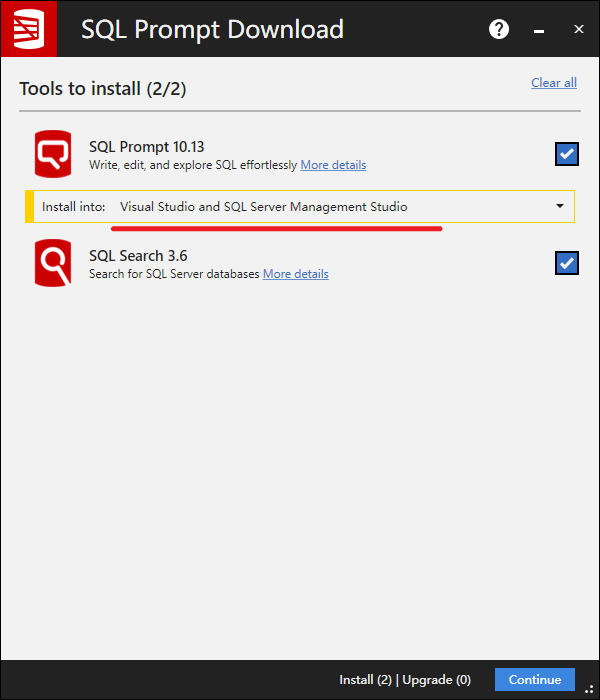 SQL Prompt Download
Tools to install (2/2)
Clear all
SQL Prompt 10.13
Write, edit, and explore SQL effortlessly More details
Install into: Visual Studio and SQL Server Management Studio
SQL Search 3.6
Search for SQL Server databases More details
Install (2) | Upgrade (0)
Continue